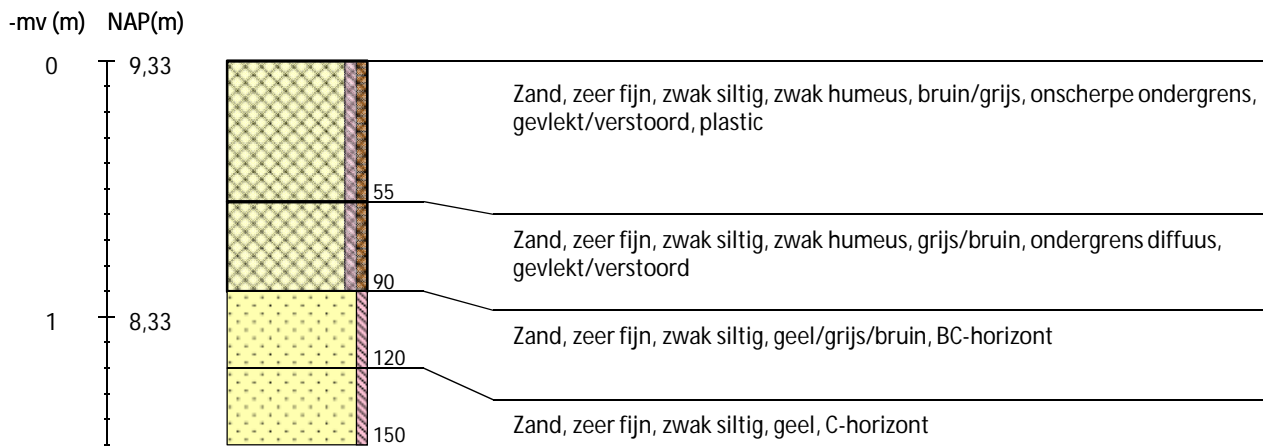 -mv (m) NAP(m)
0 9,33
Zand, zeer fijn, zwak siltig, zwak humeus, bruin/grijs, onscherpe ondergrens,
gevlekt/verstoord, plastic
55
Zand, zeer fijn, zwak siltig, zwak humeus, grijs/bruin, ondergrens diffuus,
gevlekt/verstoord
90
1 8,33
Zand, zeer fijn, zwak siltig, geel/grijs/bruin, BC-horizont
120
Zand, zeer fijn, zwak siltig, geel, C-horizont
150